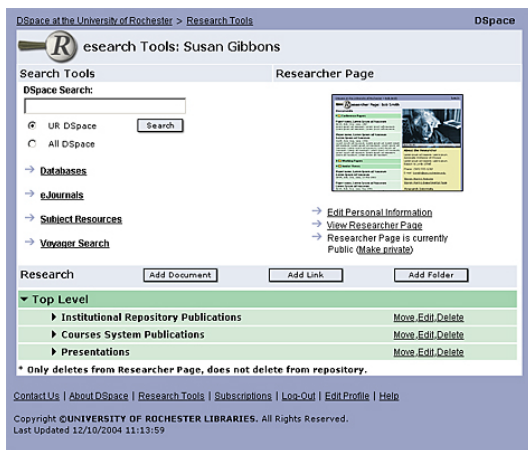 DSpace at the University of Rochester > Research Tools
DSpace
Research Tools: Susan Gibbons
Search Tools
Researcher Page
DSpace Search:
UR DSpace
Search
All DSpace
→ Databases
→ eJournals
→ Subject Resources
→ Voyager Search
→ Edit Personal Information
→ View Researcher Page
→ Researcher Page is currently
Public (Make private)
Research
Add Document
Add Link
Add Folder
Top Level
Institutional Repository Publications
Move,Edit,Delete
Courses System Publications
Move,Edit,Delete
Presentations
Move,Edit,Delete
* Only deletes from Researcher Page, does not delete from repository.
Contact Us | About DSpace | Research Tools | Subscriptions | Log-Out | Edit Profile | Help
Copyright ©UNIVERSITY OF ROCHESTER LIBRARIES. All Rights Reserved.
Last Updated 12/10/2004 11:13:59